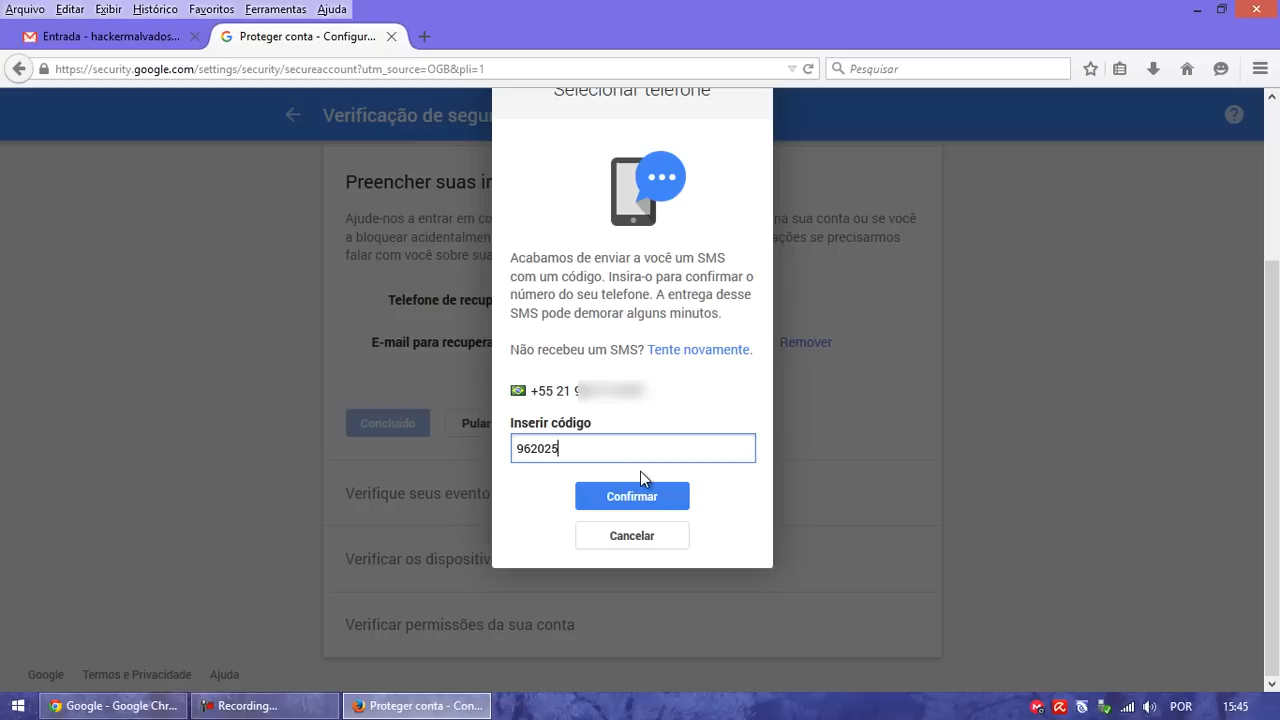 Arquivo Editar Exibir Histórico Favoritos Ferramentas Ajuda
Entrada - hackermalvados...
Proteger conta - Configur...
https://security.google.com/settings/security/secureaccount?utm_source=OGB&pli=1
Pesquisar
Verificação de segu
Selecionar telefone
Preencher suas in
Ajude-nos a entrar em co
na sua conta ou se você
a bloquear acidentalmen
ações se precisarmos
falar com você sobre sua
Acabamos de enviar a você um SMS
com um código. Insira-o para confirmar o
número do seu telefone. A entrega desse
SMS pode demorar alguns minutos.
Telefone de recup
E-mail para recupera
Remover
Não recebeu um SMS? Tente novamente.
+55 21 9
Inserir código
962025
Concluído
Pular
Confirmar
Cancelar
Verifique seus evento
Verificar os dispositiv
Verificar permissões da sua conta
Google Termos e Privacidade Ajuda
Google - Google Chr...
Recording...
Proteger conta - Con...
POR
15:45